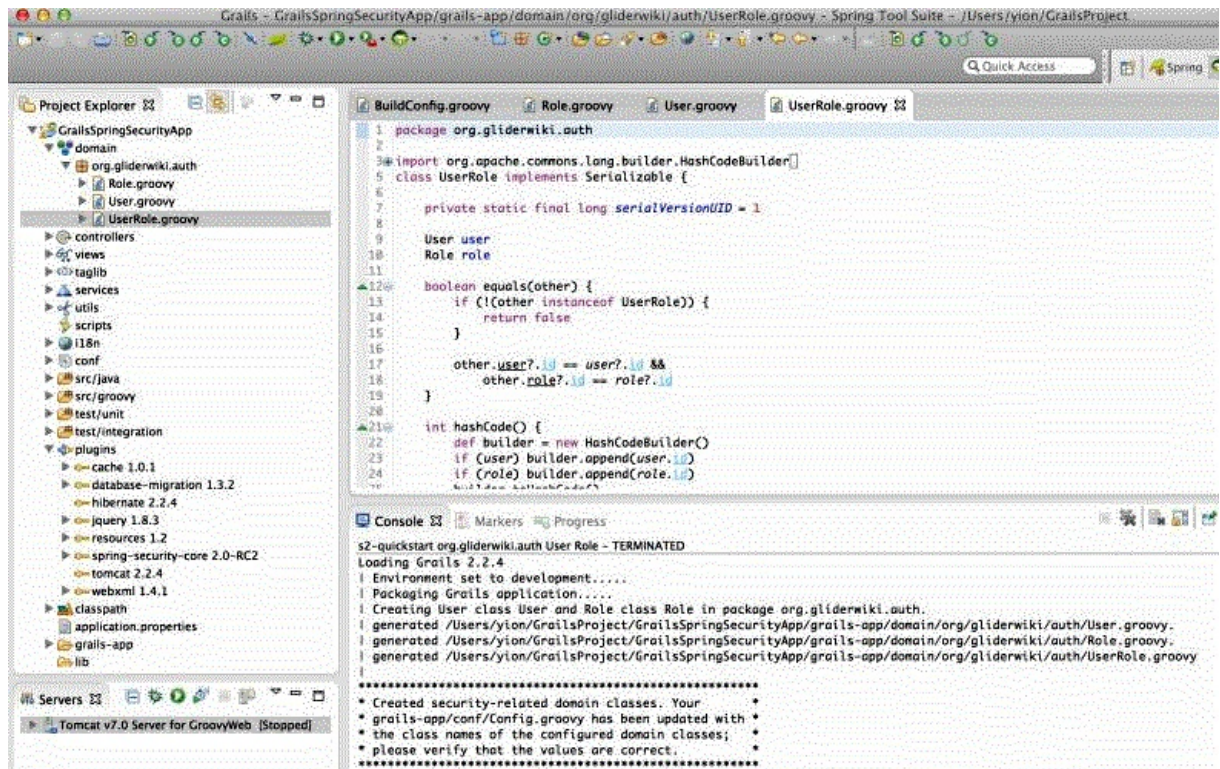 Grails - GrailsSpringSecurityApp/grails-app/domain/org/gliderwiki/auth/UserRole.groovy - Spring Tool Suite - /Users/yion/GrailsProject
Quick Access
Spring
Project Explorer
GrailsSpringSecurityApp
domain
org.gliderwiki.auth
Role.groovy
User.groovy
UserRole.groovy
controllers
views
taglib
services
utils
scripts
i18n
conf
src/java
src/groovy
test/unit
test/integration
plugins
cache 1.0.1
database-migration 1.3.2
hibernate 2.2.4
jquery 1.8.3
resources 1.2
spring-security-core 2.0-RC2
tomcat 2.2.4
webxml 1.4.1
classpath
application.properties
grails-app
lib
Servers
Tomcat v7.0 Server for GroovyWeb [Stopped]
BuildConfig.groovy Role.groovy User.groovy UserRole.groovy
1 package org.gliderwiki.auth
2
3 import org.apache.commons.lang.builder.HashCodeBuilder
5 class UserRole implements Serializable {
6
7 private static final long serialVersionUID = 1
8
9 User user
10 Role role
11
12 boolean equals(other) {
13 if (!(other instanceof UserRole)) {
14 return false
15 }
16
17 other.user?.id == user?.id &&
18 other.role?.id == role?.id
19 }
20
21 int hashCode() {
22 def builder = new HashCodeBuilder()
23 if (user) builder.append(user.id)
24 if (role) builder.append(role.id)
25 builder.toHashCode()
Console Markers Progress
s2-quickstart org.gliderwiki.auth User Role - TERMINATED
Loading Grails 2.2.4
| Environment set to development.....
| Packaging Grails application.....
| Creating User class User and Role class Role in package org.gliderwiki.auth.
| generated /Users/yion/GrailsProject/GrailsSpringSecurityApp/grails-app/domain/org/gliderwiki/auth/User.groovy.
| generated /Users/yion/GrailsProject/GrailsSpringSecurityApp/grails-app/domain/org/gliderwiki/auth/Role.groovy.
| generated /Users/yion/GrailsProject/GrailsSpringSecurityApp/grails-app/domain/org/gliderwiki/auth/UserRole.groovy
|
*******************************************************
* Created security-related domain classes. Your *
* grails-app/conf/Config.groovy has been updated with *
* the class names of the configured domain classes; *
* please verify that the values are correct. *
*******************************************************